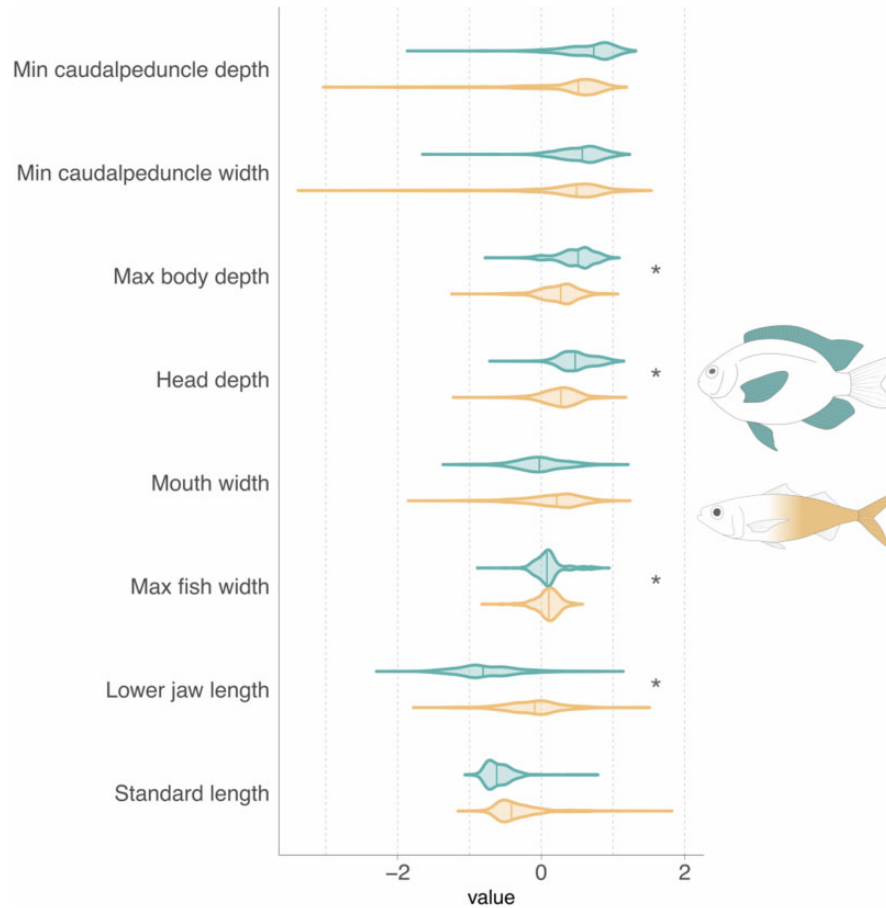 Min caudalpeduncle depth
Min caudalpeduncle width
Max body depth
*
Head depth
*
Mouth width
Max fish width
*
Lower jaw length
*
Standard length
−2
0
2
value